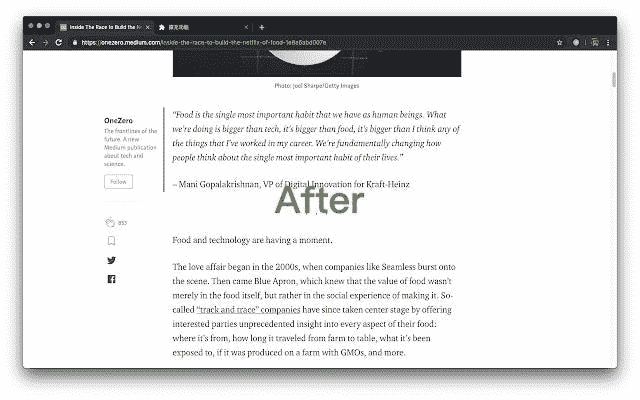 Inside The Race to Build the Ne
扩充功能
https://onezero.medium.com/inside-the-race-to-build-the-netflix-of-food-1e8a6abd007e
Photo: Joel Sharpe/Getty Images
OneZero
The frontlines of the
future. A new
Medium publication
about tech and
science.
Follow
853
“Food is the single most important habit that we have as human beings. What
we’re doing is bigger than tech, it’s bigger than food, it’s bigger than I think any of
the things that I’ve worked in my career. We’re fundamentally changing how
people think about the single most important habit of their lives.”
– Mani Gopalakrishnan, VP of Digital Innovation for Kraft-Heinz
After
Food and technology are having a moment.
The love affair began in the 2000s, when companies like Seamless burst onto
the scene. Then came Blue Apron, which knew that the value of food wasn’t
merely in the food itself, but rather in the social experience of making it. So-
called “track and trace” companies have since taken center stage by offering
interested parties unprecedented insight into every aspect of their food:
where it’s from, how long it traveled from farm to table, what it’s been
exposed to, if it was produced on a farm with GMOs, and more.